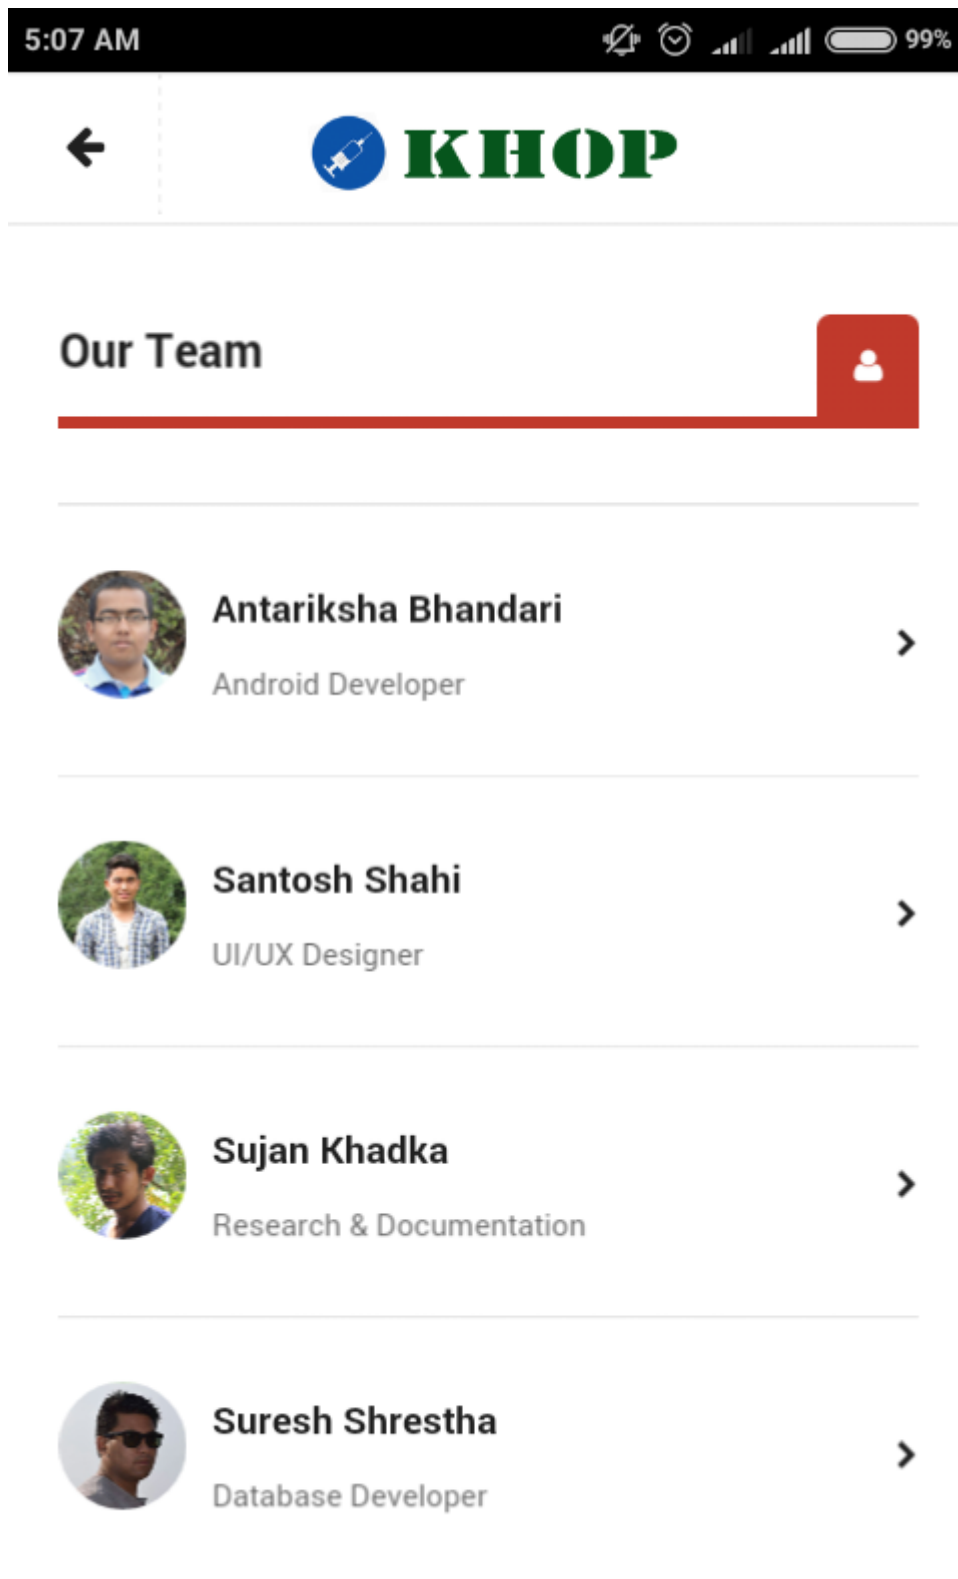 5:07 AM 99%
KHOP
Our Team
Antariksha Bhandari
Android Developer
Santosh Shahi
UI/UX Designer
Sujan Khadka
Research & Documentation
Suresh Shrestha
Database Developer